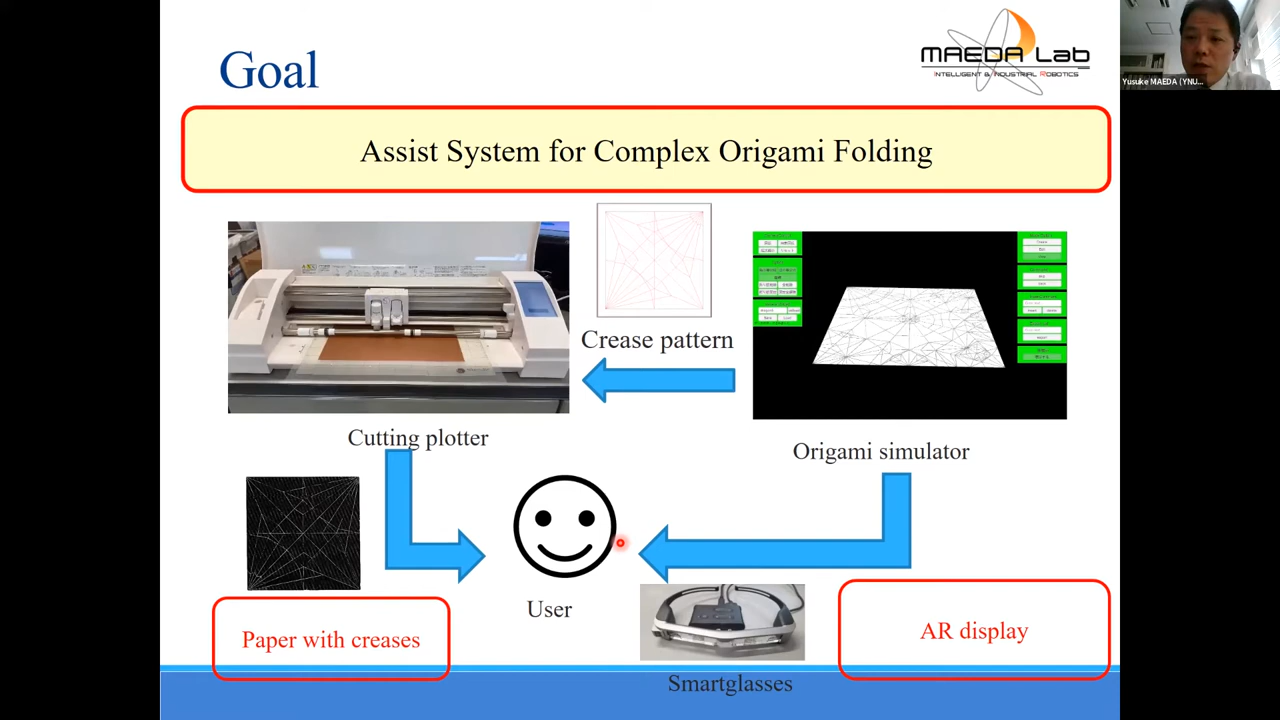 Goal
MAEDA Lab
INTELLIGENT & INDUSTRIAL ROBOTICS
Yusuke MAEDA (YNU...
Assist System for Complex Origami Folding
Crease pattern
Cutting plotter
Origami simulator
User
Paper with creases
AR display
Smartglasses